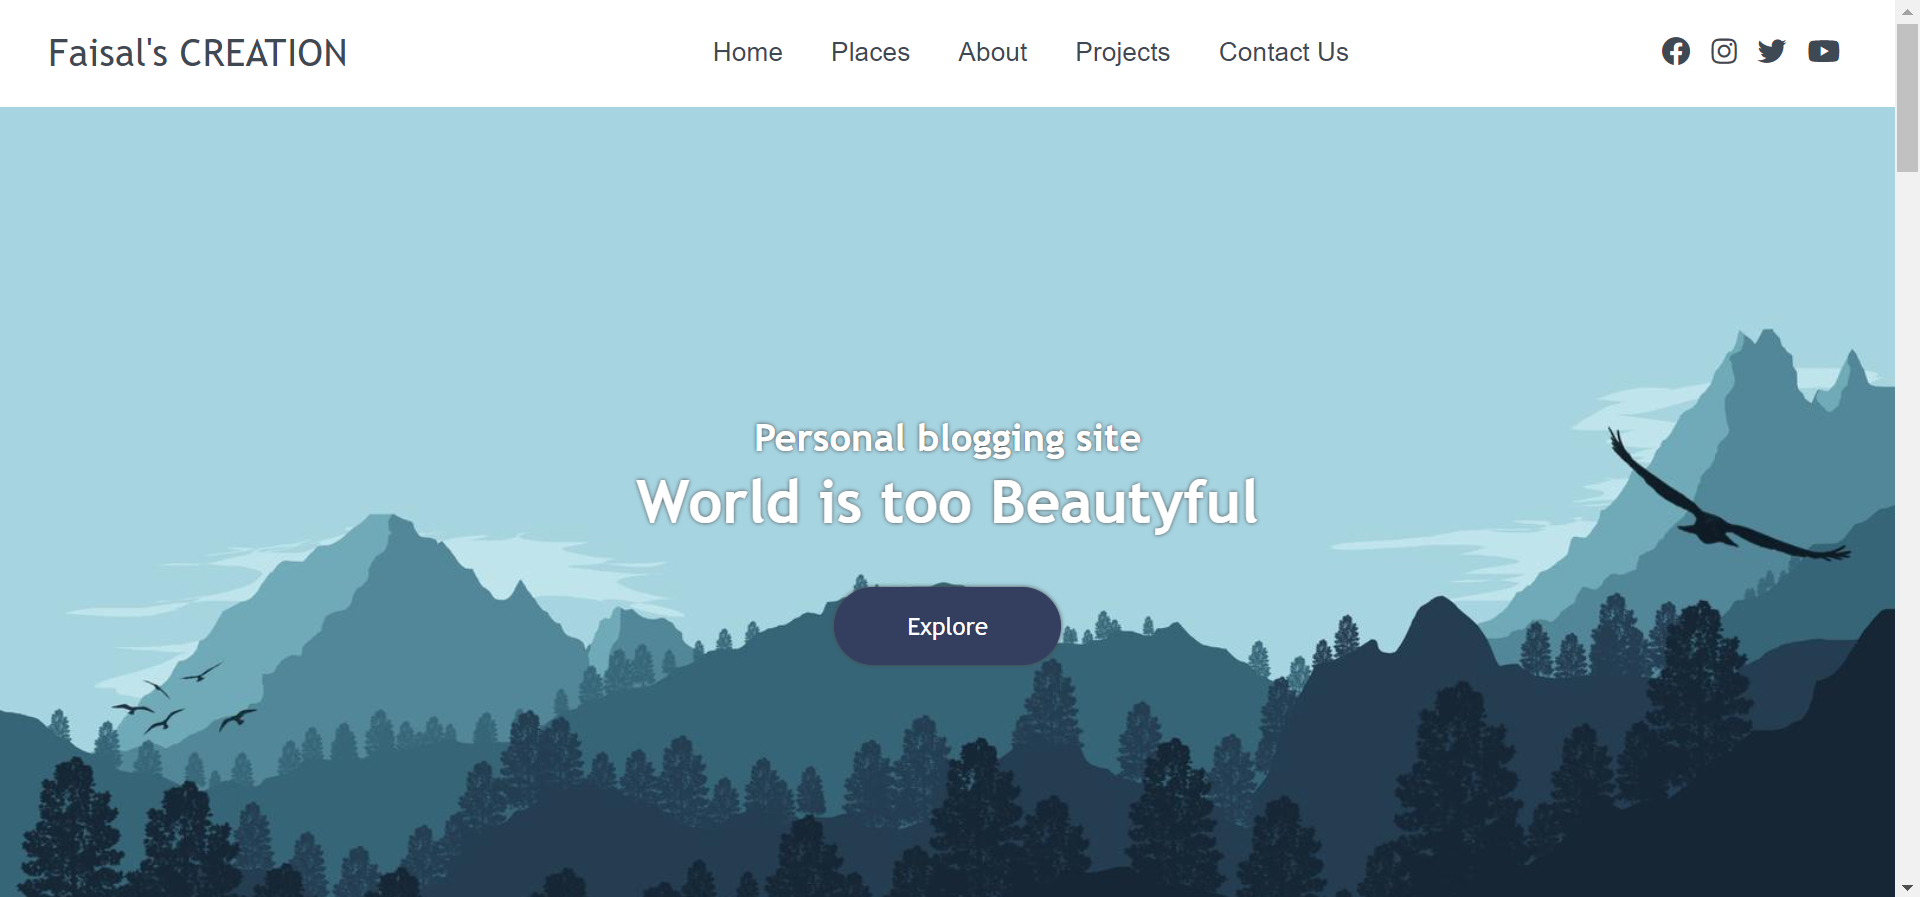 Faisal's CREATION
Home Places About Projects Contact Us
Personal blogging site
World is too Beautyful
Explore